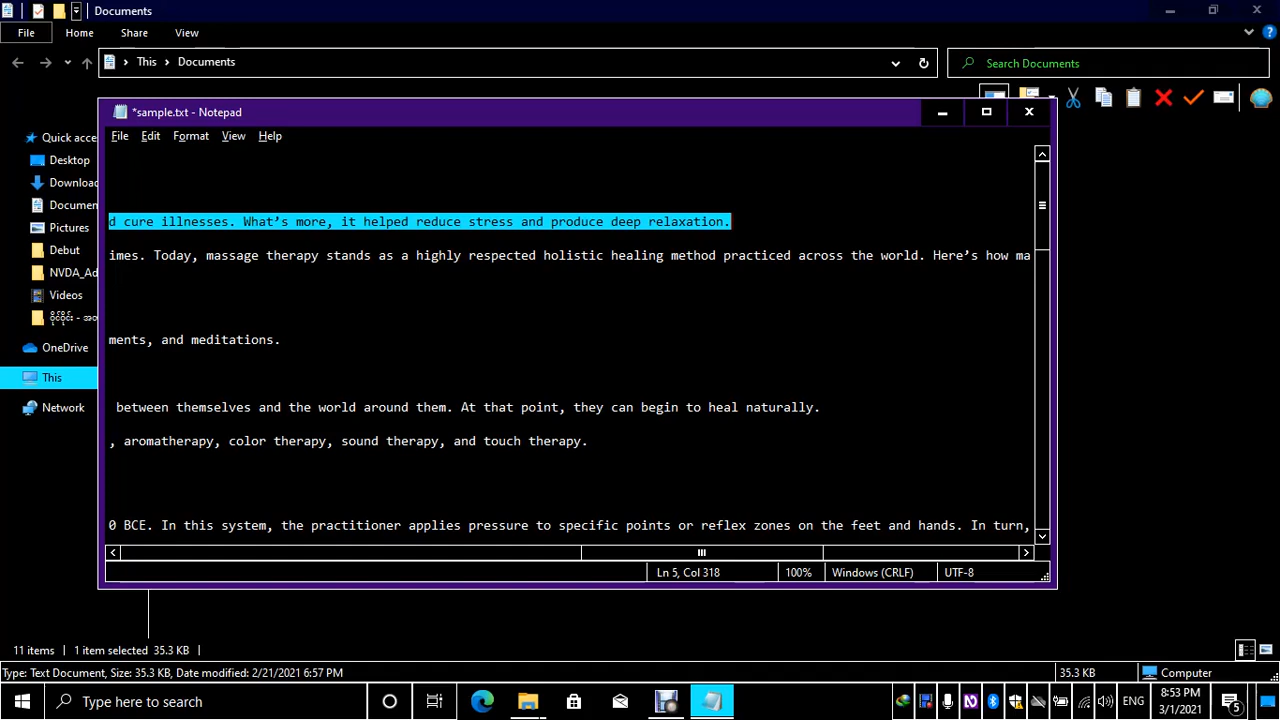 Documents
File Home Share View
This Documents
Search Documents
*sample.txt - Notepad
File Edit Format View Help
Quick acce
Desktop
Download
Document
Pictures
Debut
NVDA_Ad
Videos
OneDrive
This
Network
d cure illnesses. What’s more, it helped reduce stress and produce deep relaxation.
imes. Today, massage therapy stands as a highly respected holistic healing method practiced across the world. Here’s how ma
ments, and meditations.
between themselves and the world around them. At that point, they can begin to heal naturally.
, aromatherapy, color therapy, sound therapy, and touch therapy.
0 BCE. In this system, the practitioner applies pressure to specific points or reflex zones on the feet and hands. In turn,
Ln 5, Col 318 100% Windows (CRLF) UTF-8
11 items 1 item selected 35.3 KB
Type: Text Document, Size: 35.3 KB, Date modified: 2/21/2021 6:57 PM 35.3 KB Computer
Type here to search
ENG
8:53 PM
3/1/2021
5